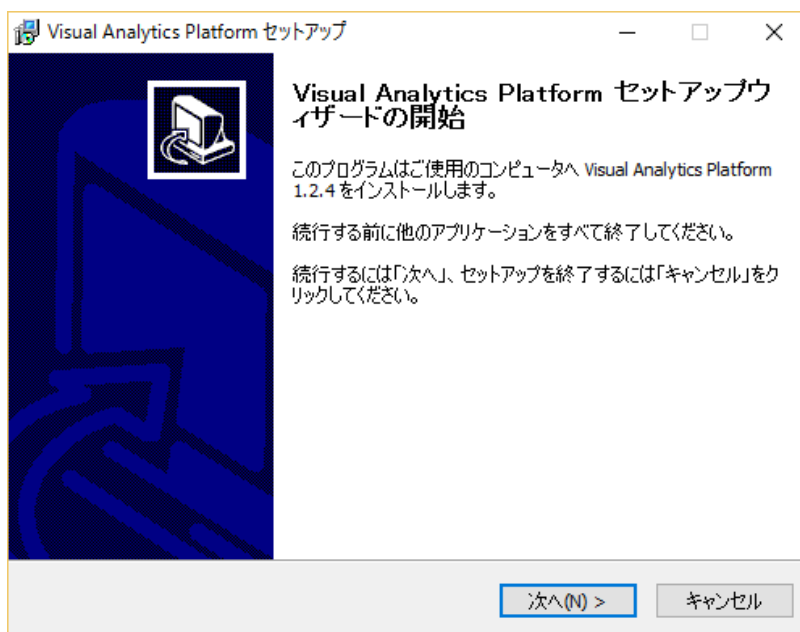 Visual Analytics Platform セットアップ
Visual Analytics Platform セットアップウ
ィザードの開始
このプログラムはご使用のコンピュータへ Visual Analytics Platform
1.2.4 をインストールします。
続行する前に他のアプリケーションをすべて終了してください。
続行するには「次へ」、セットアップを終了するには「キャンセル」をク
リックしてください。
次へ(N) >
キャンセル